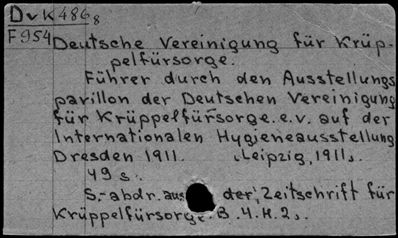 DvK486₈
F954
Deutsche Vereinigung für Krüp-
pelfürsorge.
Führer durch den Ausstellungs
pavillon der Deutschen Vereinigung
für Krüppelfürsorge.e.v. auf der
Internationalen Hygieneausstellung
Dresden 1911. (Leipzig, 1911).
49 s.
S.-abdr. aus der, Zeitschrift für
Krüppelfürsorge. B. 4. H. 2).